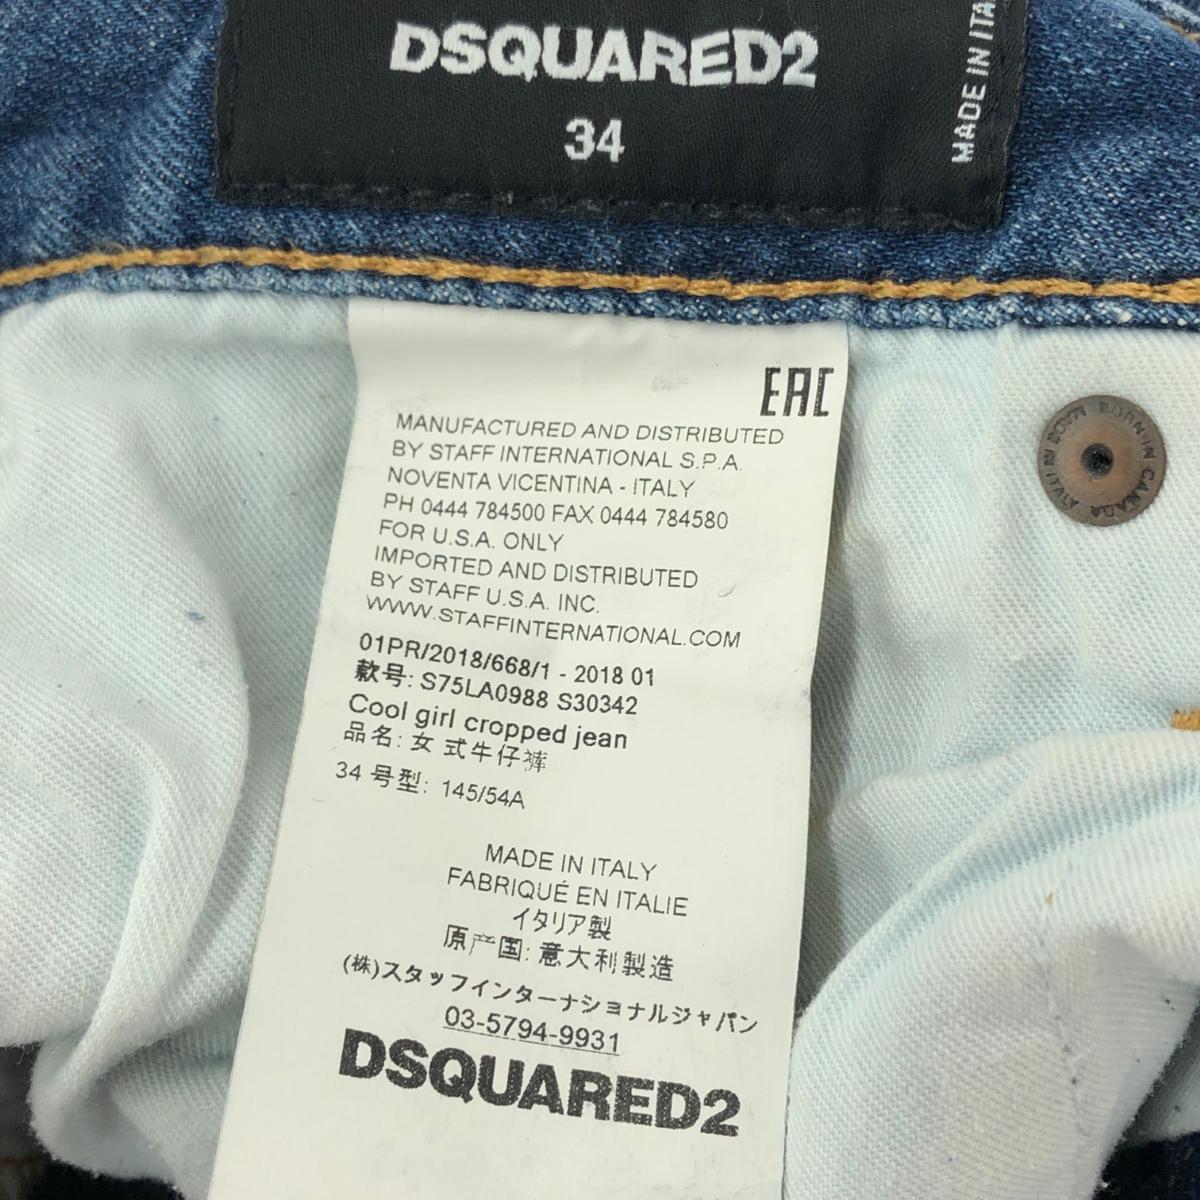 DSQUARED2
34
MADE IN ITA
EAC
MANUFACTURED AND DISTRIBUTED
BY STAFF INTERNATIONAL S.P.A.
NOVENTA VICENTINA - ITALY
PH 0444 784500 FAX 0444 784580
FOR U.S.A. ONLY
IMPORTED AND DISTRIBUTED
BY STAFF U.S.A. INC.
WWW.STAFFINTERNATIONAL.COM
01PR/2018/668/1 - 2018 01
款号: S75LA0988 S30342
Cool girl cropped jean
品名: 女 式牛仔裤
34 号型: 145/54A
MADE IN ITALY
FABRIQUÉ EN ITALIE
イタリア製
原产国: 意大利製造
(株)スタッフインターナショナルジャパン
03-5794-9931
DSQUARED2
BORN IN CANADA
ITALY